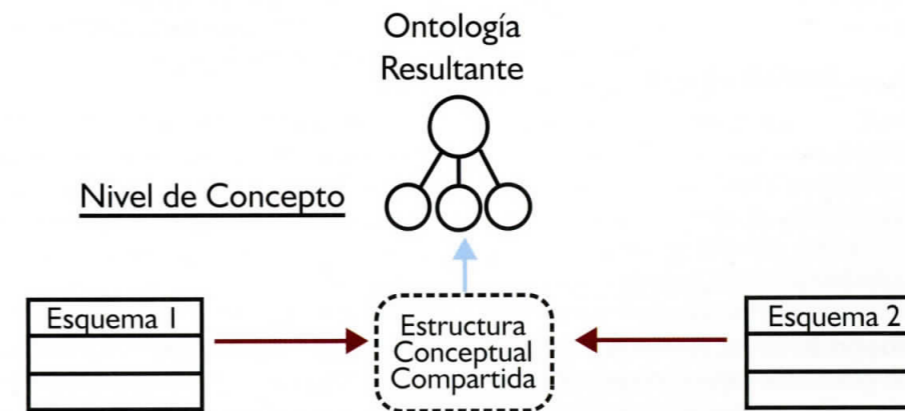 Ontología
Resultante
Nivel de Concepto
Esquema 1
Estructura
Conceptual
Compartida
Esquema 2